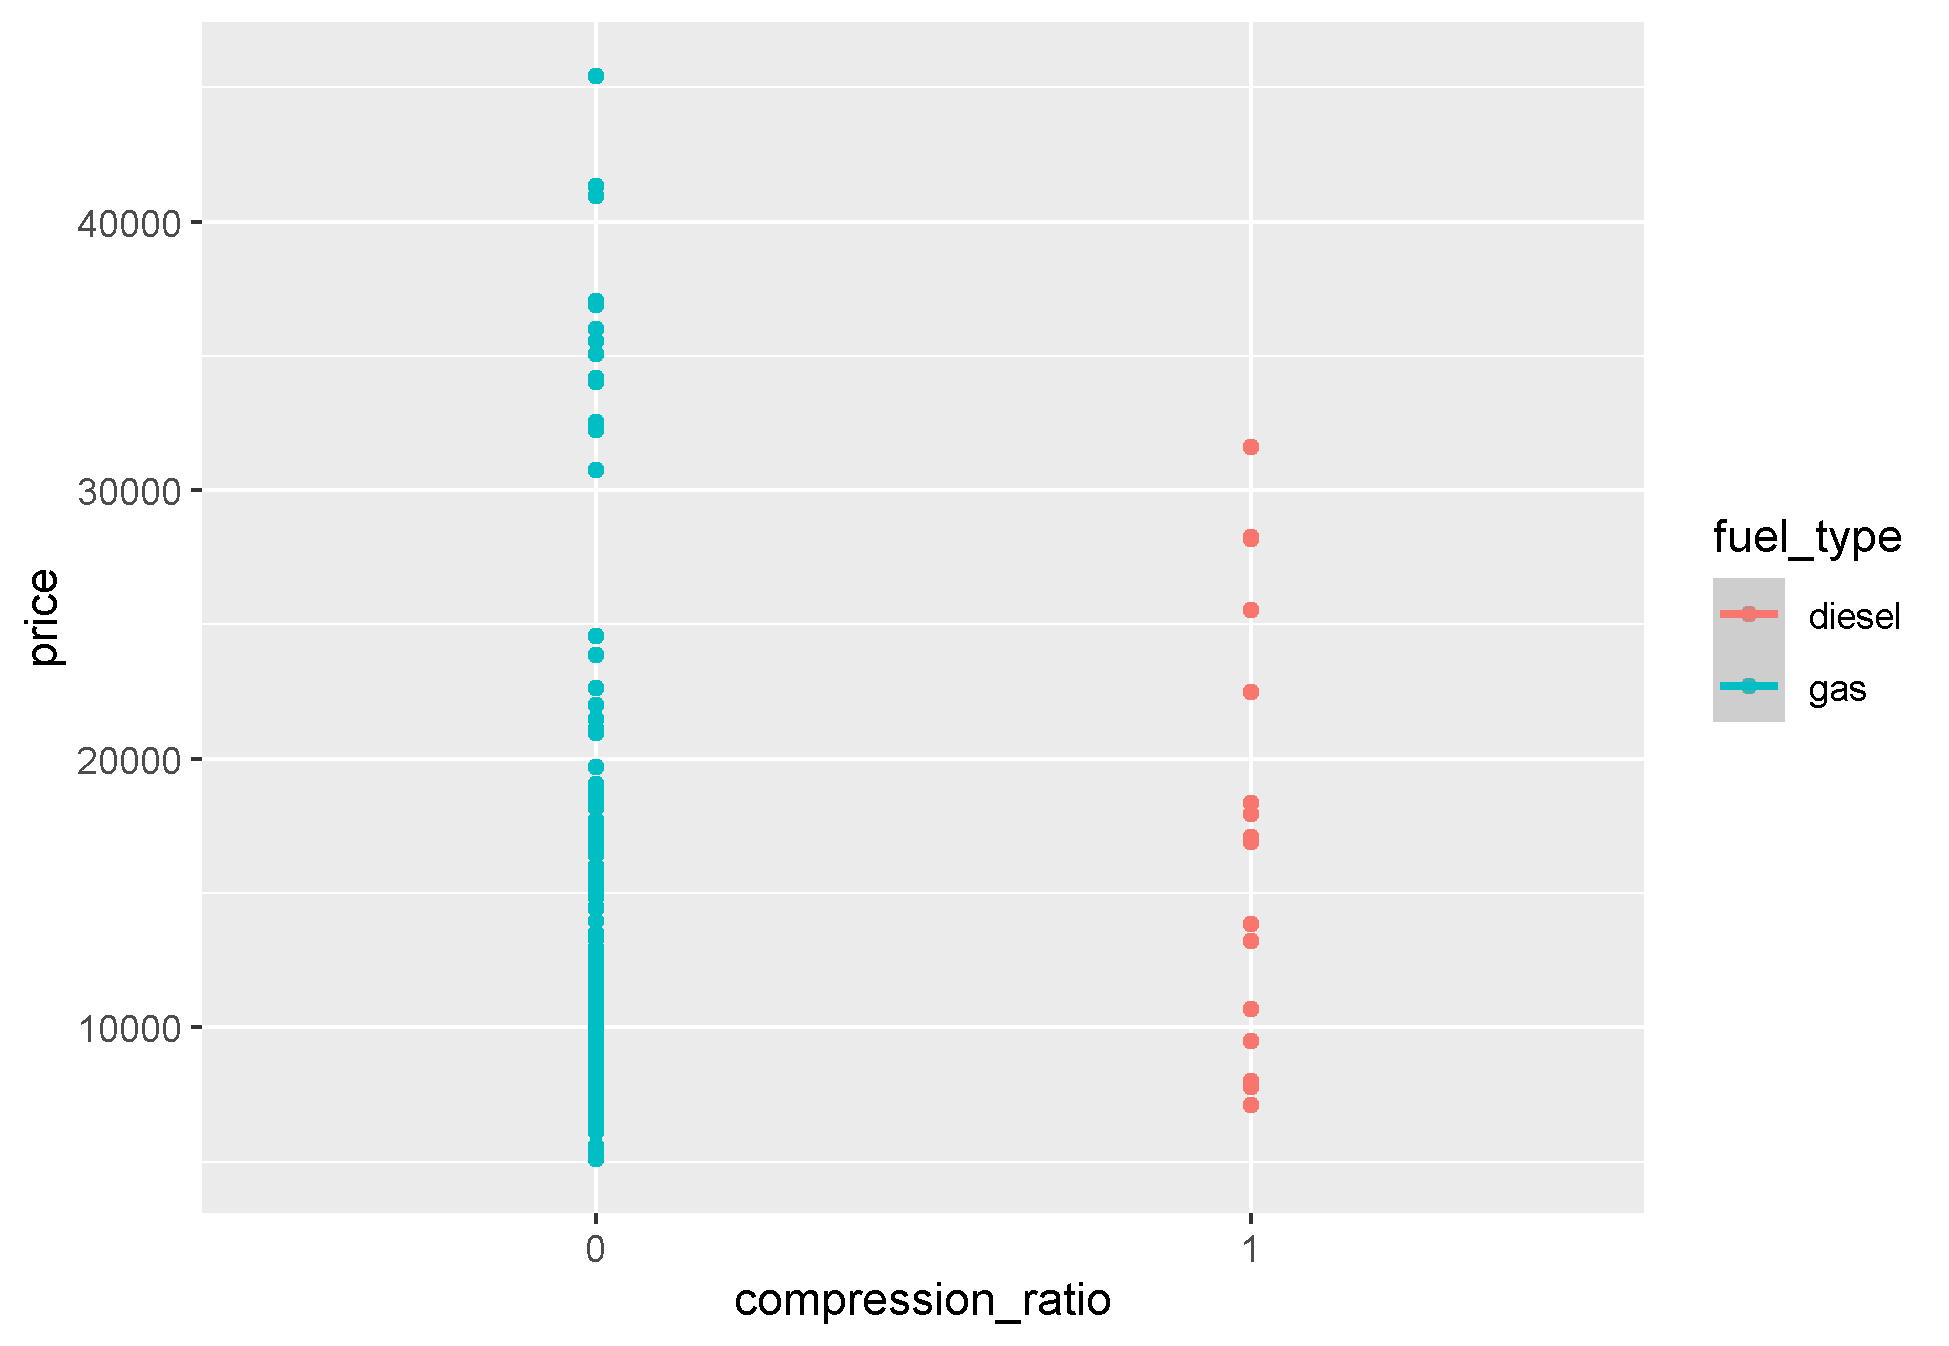 price
40000
30000
20000
10000
0
1
compression_ratio
fuel_type
diesel
gas